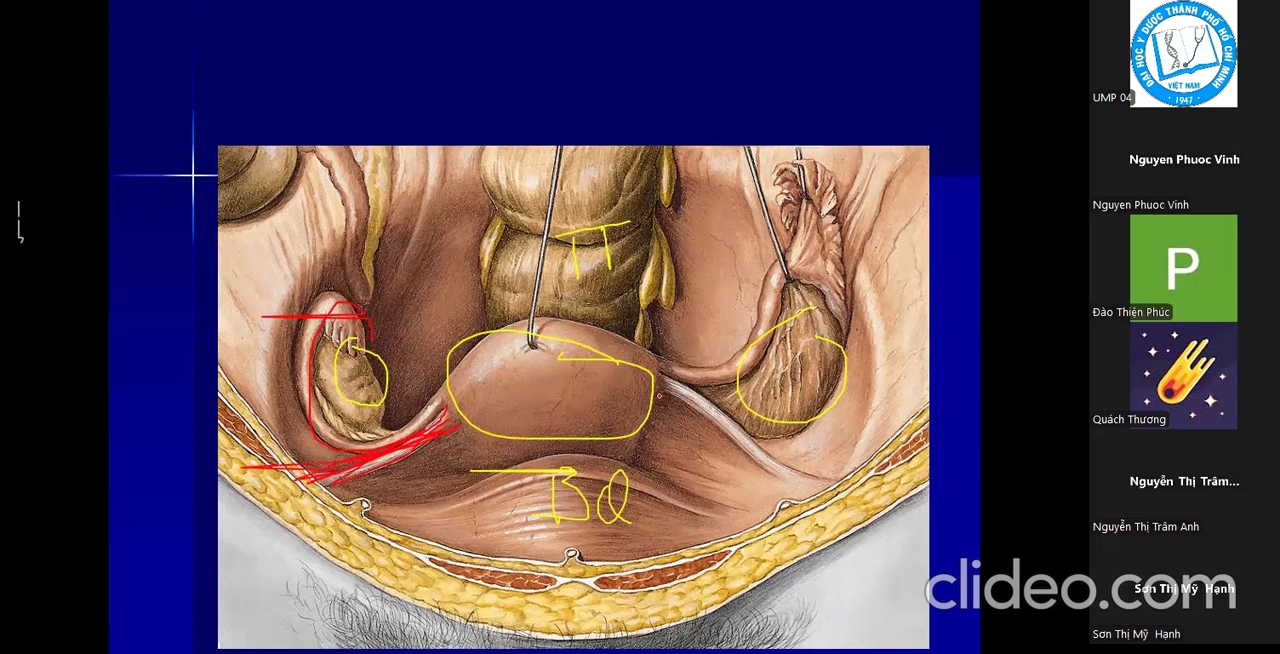 TT
BQ
ĐẠI HỌC Y DƯỢC THÀNH PHỐ HỒ CHÍ MINH
VIỆT NAM
1947
UMP 04
Nguyen Phuoc Vinh
Nguyen Phuoc Vinh
P
Đào Thiện Phúc
Quách Thương
Nguyễn Thị Trâm...
Nguyễn Thị Trâm Anh
Sơn Thị Mỹ Hạnh
Sơn Thị Mỹ Hạnh
clideo.com